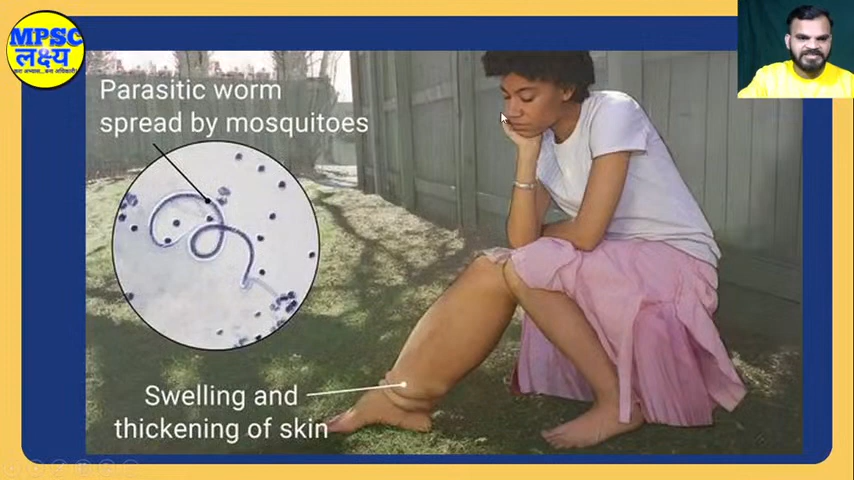 MPSC
लक्ष्य
Parasitic worm
spread by mosquitoes
Swelling and
thickening of skin